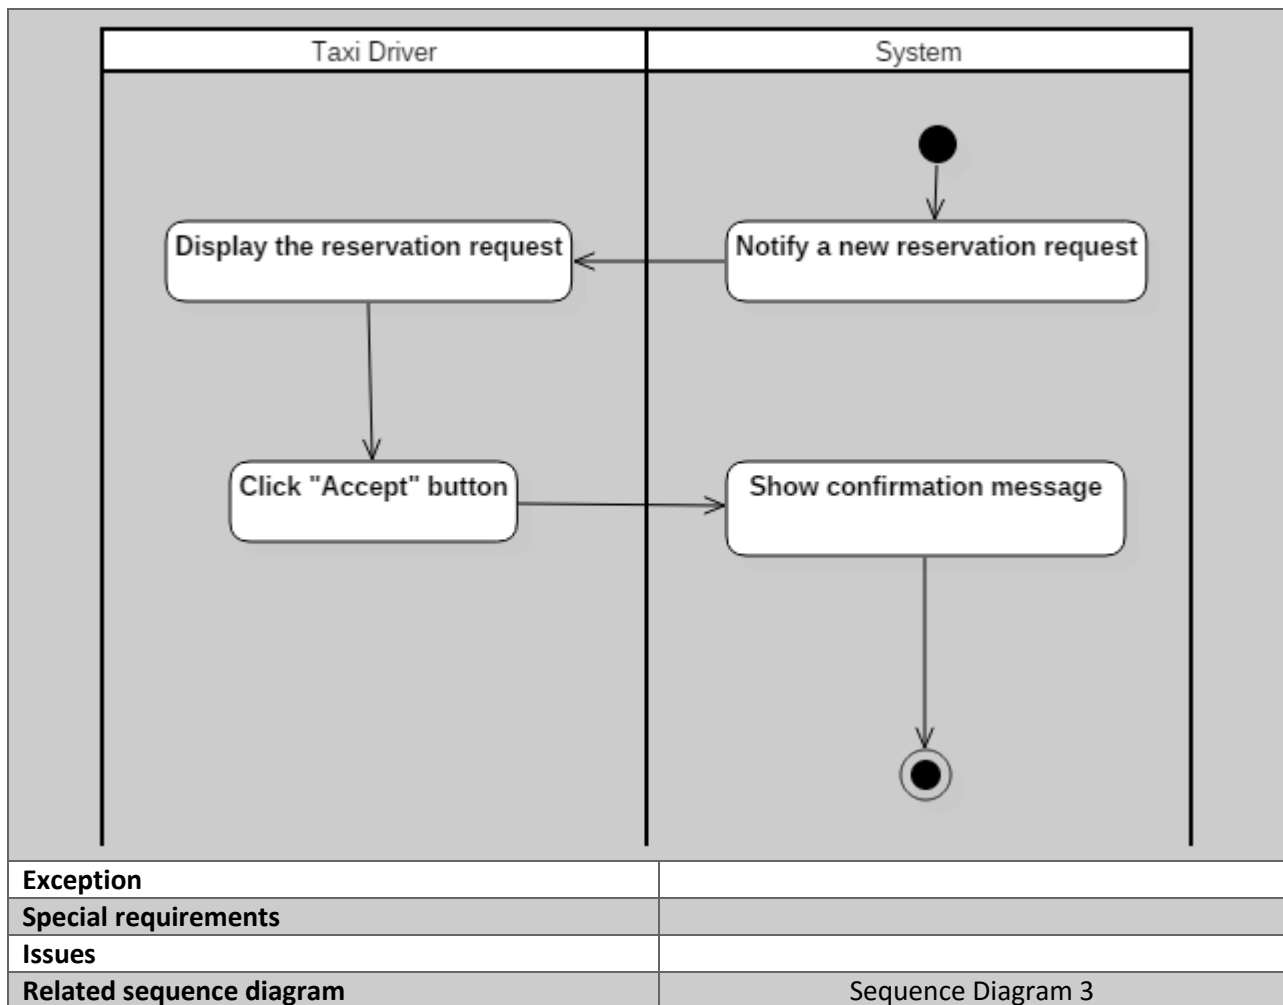 Taxi Driver
System
Display the reservation request
Notify a new reservation request
Click "Accept" button
Show confirmation message
Exception
Special requirements
Issues
Related sequence diagram
Sequence Diagram 3